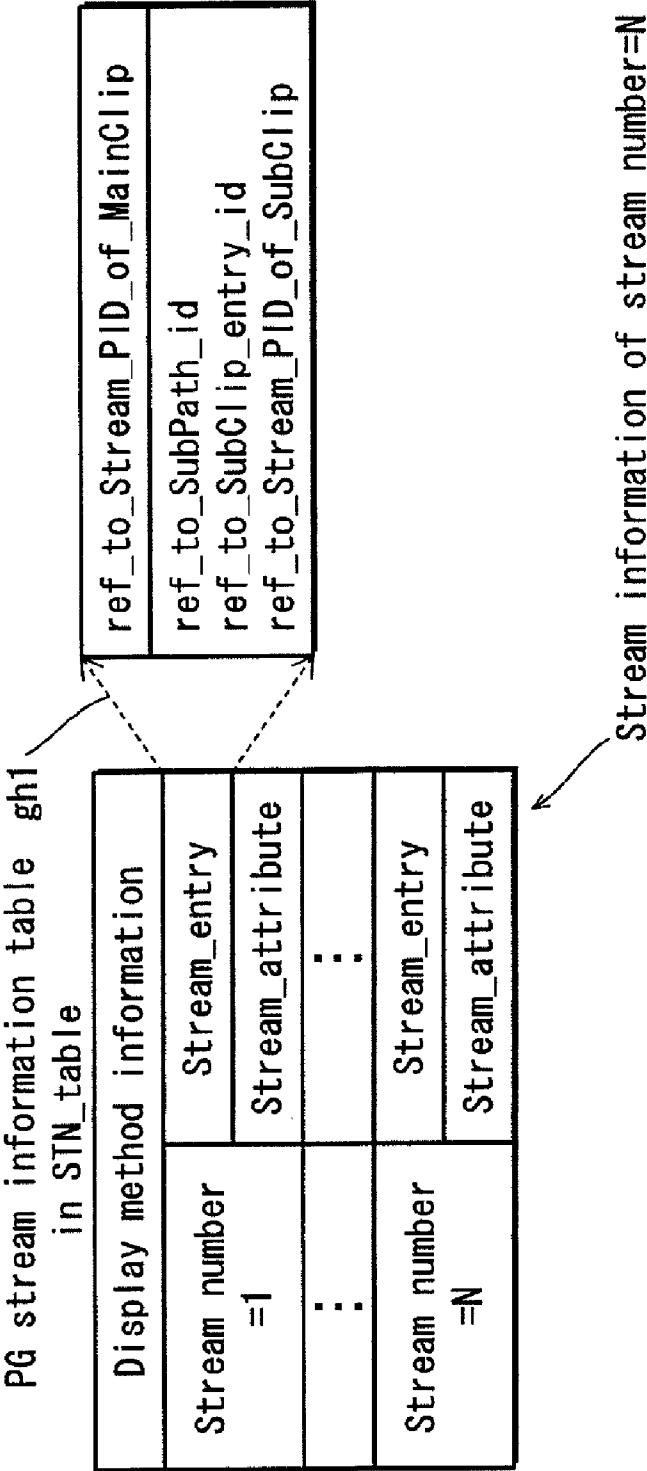 PG stream information table
in STN_table
gh1
Display method information
Stream number
=1
Stream_entry
Stream_attribute
...
...
Stream number
=N
Stream_entry
Stream_attribute
ref_to_Stream_PID_of_MainClip
ref_to_SubPath_id
ref_to_SubClip_entry_id
ref_to_Stream_PID_of_SubClip
Stream information of stream number=N